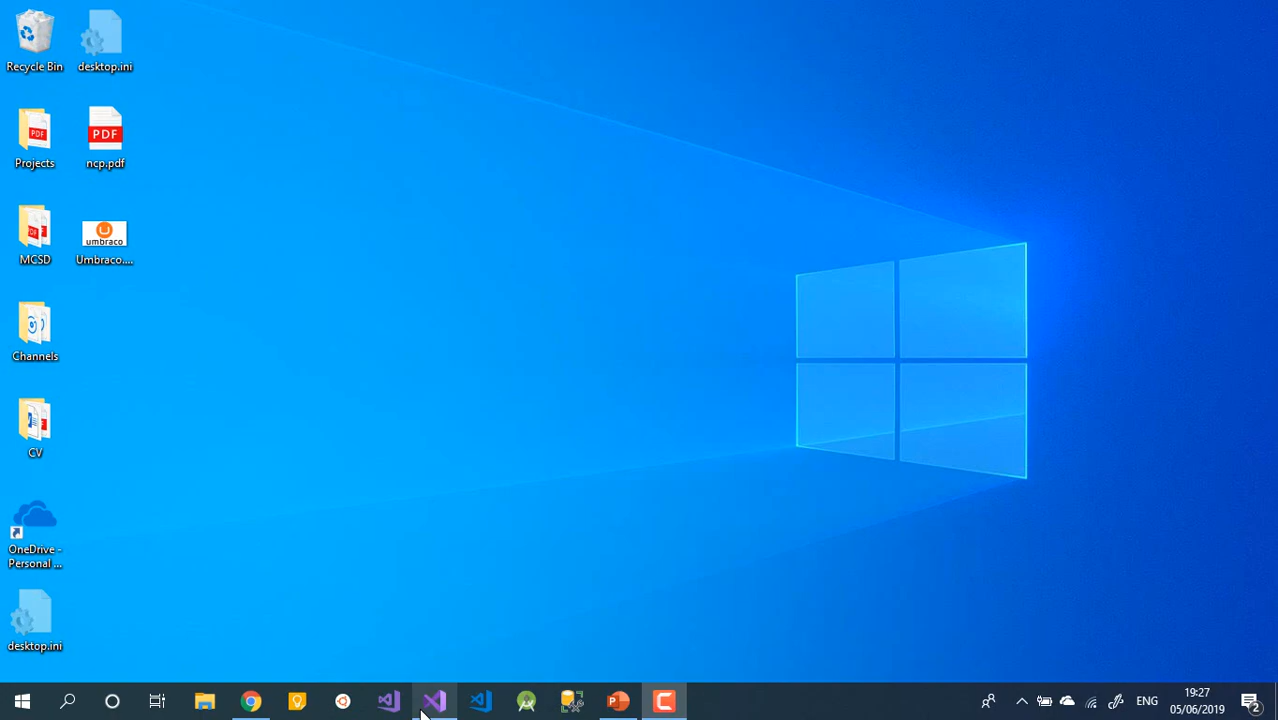 Recycle Bin
desktop.ini
Projects
PDF
ncp.pdf
MCSD
umbraco
Umbraco....
Channels
CV
OneDrive -
Personal ...
desktop.ini
ENG
19:27
05/06/2019
2